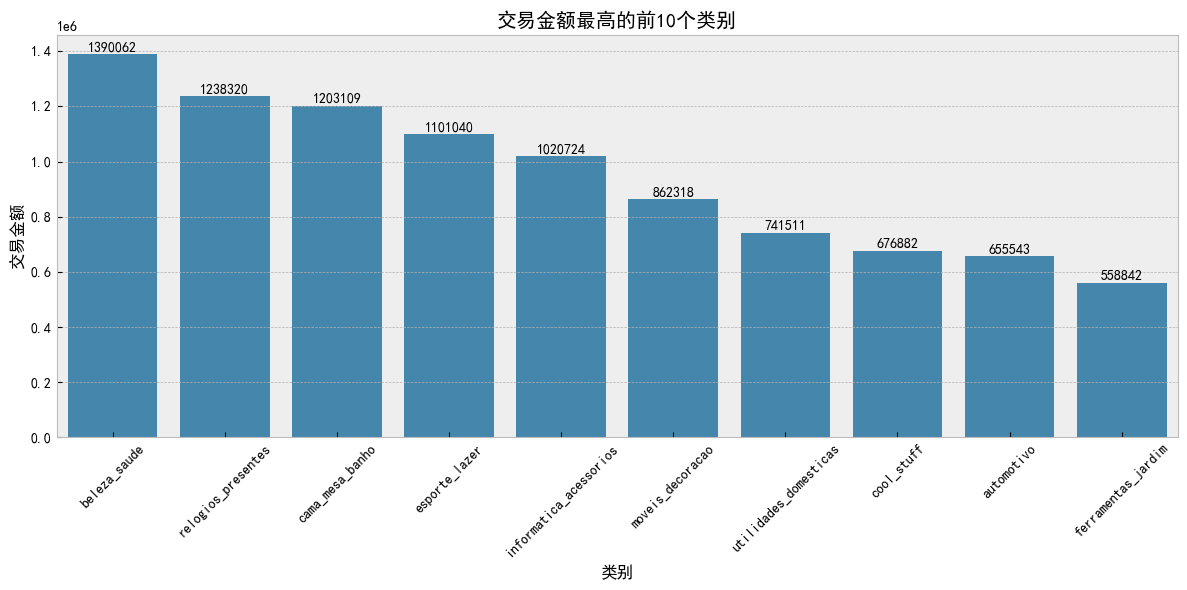 交易金额最高的前10个类别
1e6
1.4
1.2
1.0
0.8
0.6
0.4
0.2
0.0
交易金额
1390062
1238320
1203109
1101040
1020724
862318
741511
676882
655543
558842
beleza_saude
relogios_presentes
cama_mesa_banho
esporte_lazer
informatica_acessorios
moveis_decoracao
utilidades_domesticas
cool_stuff
automotivo
ferramentas_jardim
类别